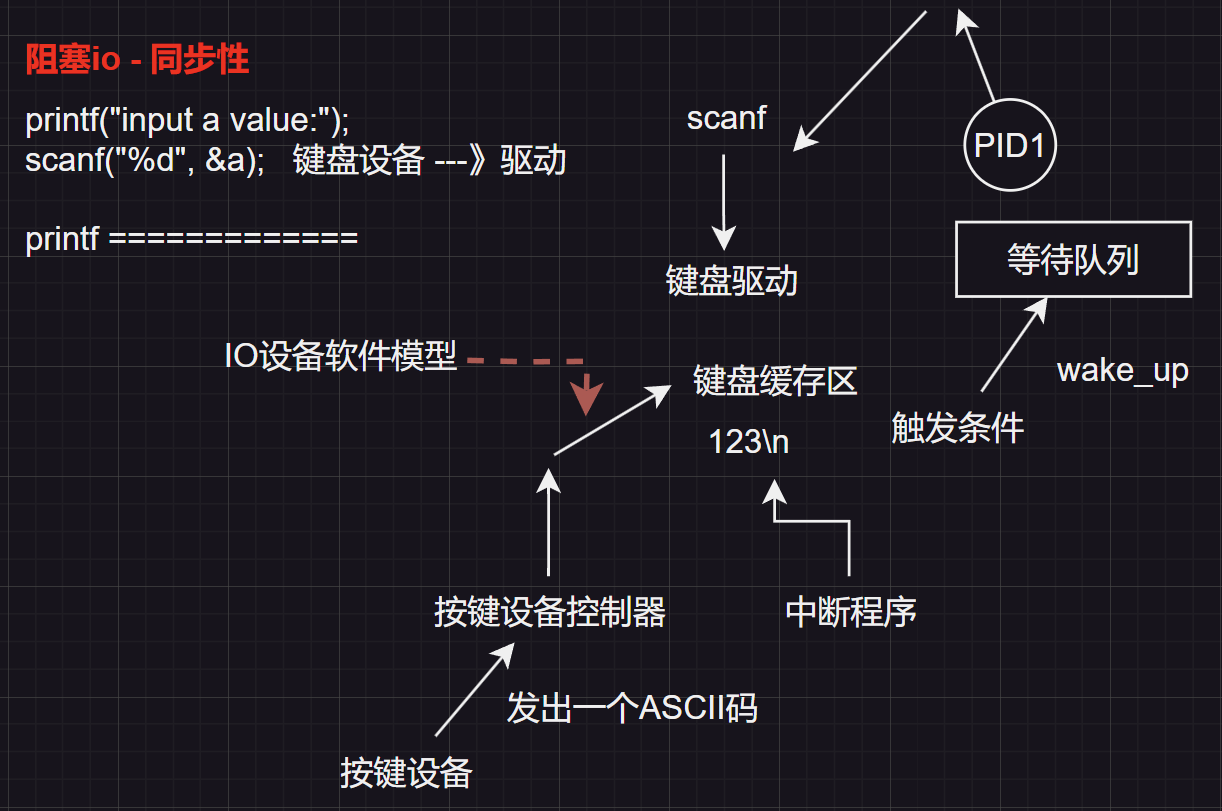 阻塞io - 同步性
printf("input a value:");
scanf("%d", &a);   键盘设备 ---》驱动
printf =============
scanf
PID1
键盘驱动
等待队列
IO设备软件模型
键盘缓存区
wake_up
123\n
触发条件
按键设备控制器
中断程序
发出一个ASCII码
按键设备